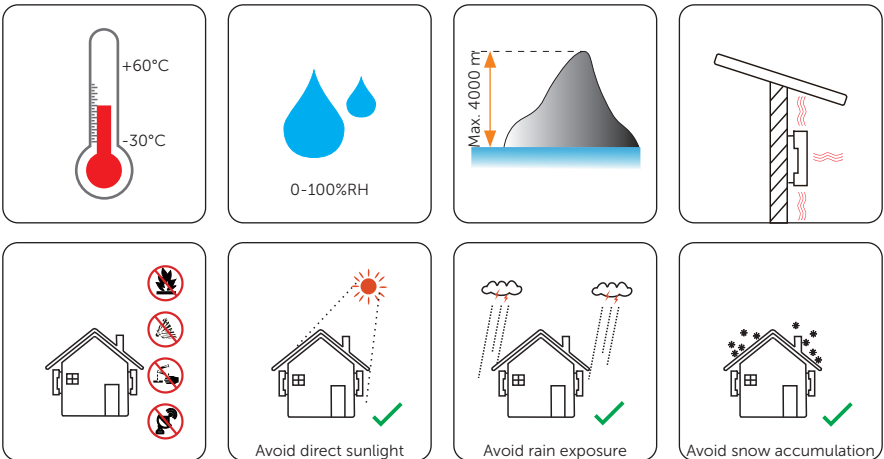 +60°C
-30°C
0-100%RH
Max. 4000 m
Avoid direct sunlight
Avoid rain exposure
Avoid snow accumulation